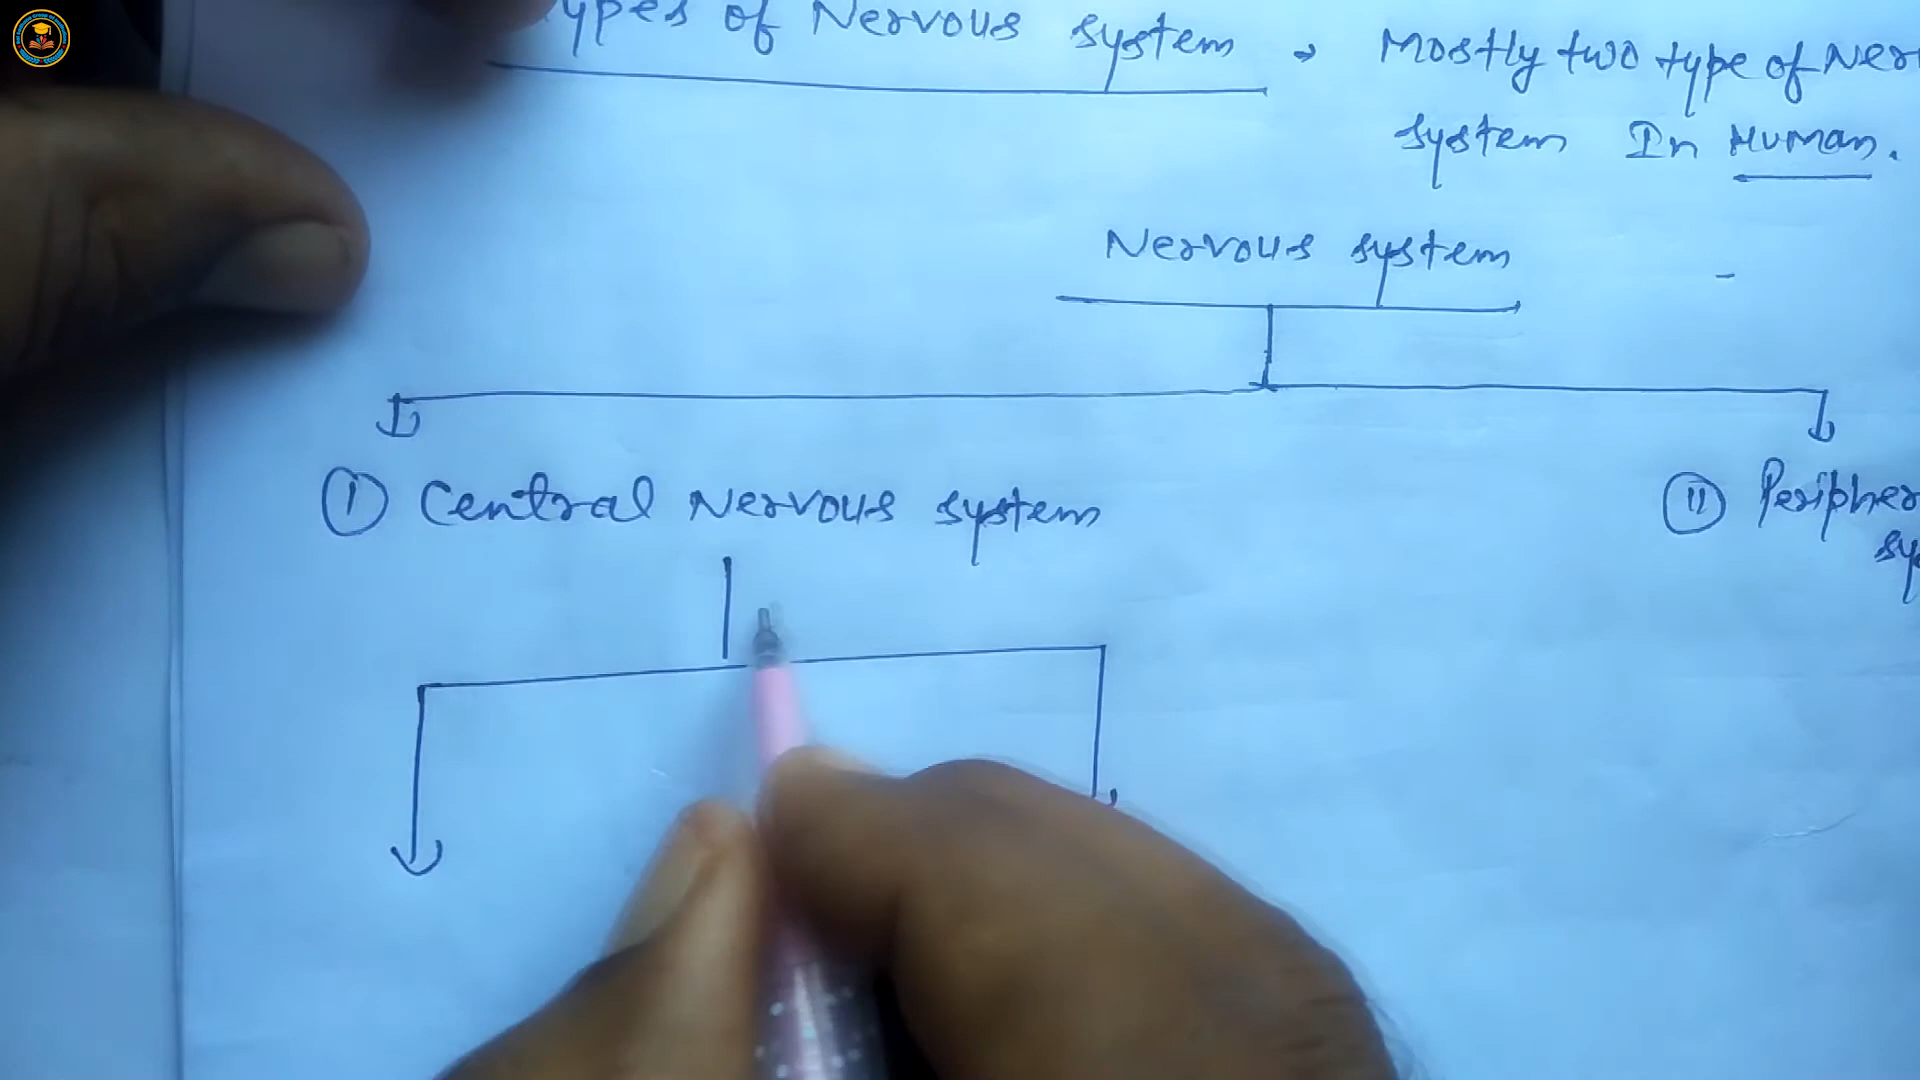 ypes of Nervous system → Mostly two type of Ner
system In Human.
Nervous system
① Central Nervous system
⑪ Peripher
sy